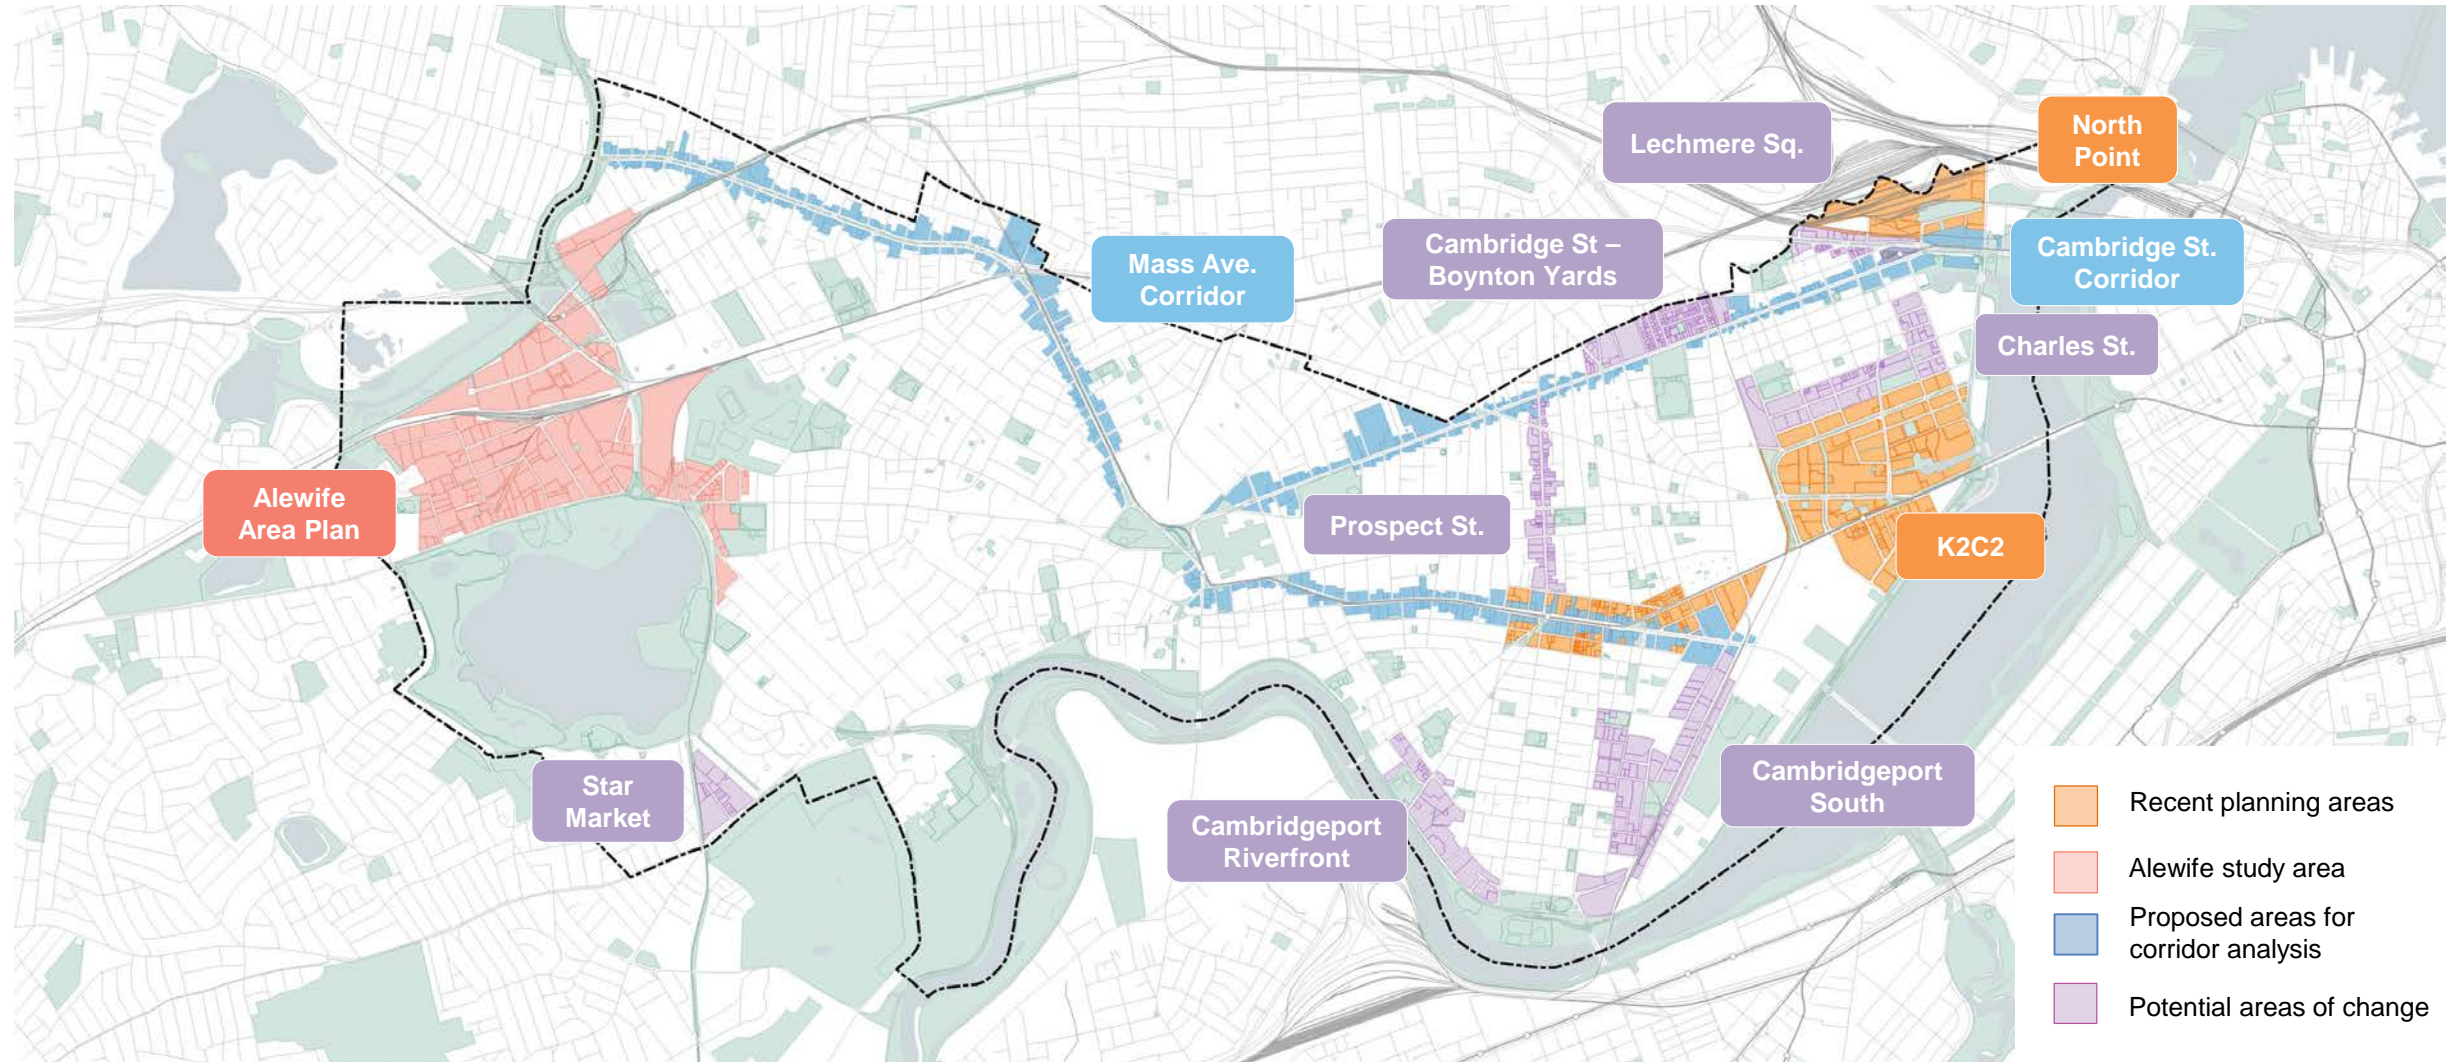 North
Point
Lechmere Sq.
Cambridge St –
Boynton Yards
Mass Ave.
Corridor
Cambridge St.
Corridor
Charles St.
Alewife
Area Plan
Prospect St.
K2C2
Star
Market
Cambridgeport
South
Cambridgeport
Riverfront
Recent planning areas
Alewife study area
Proposed areas for
corridor analysis
Potential areas of change